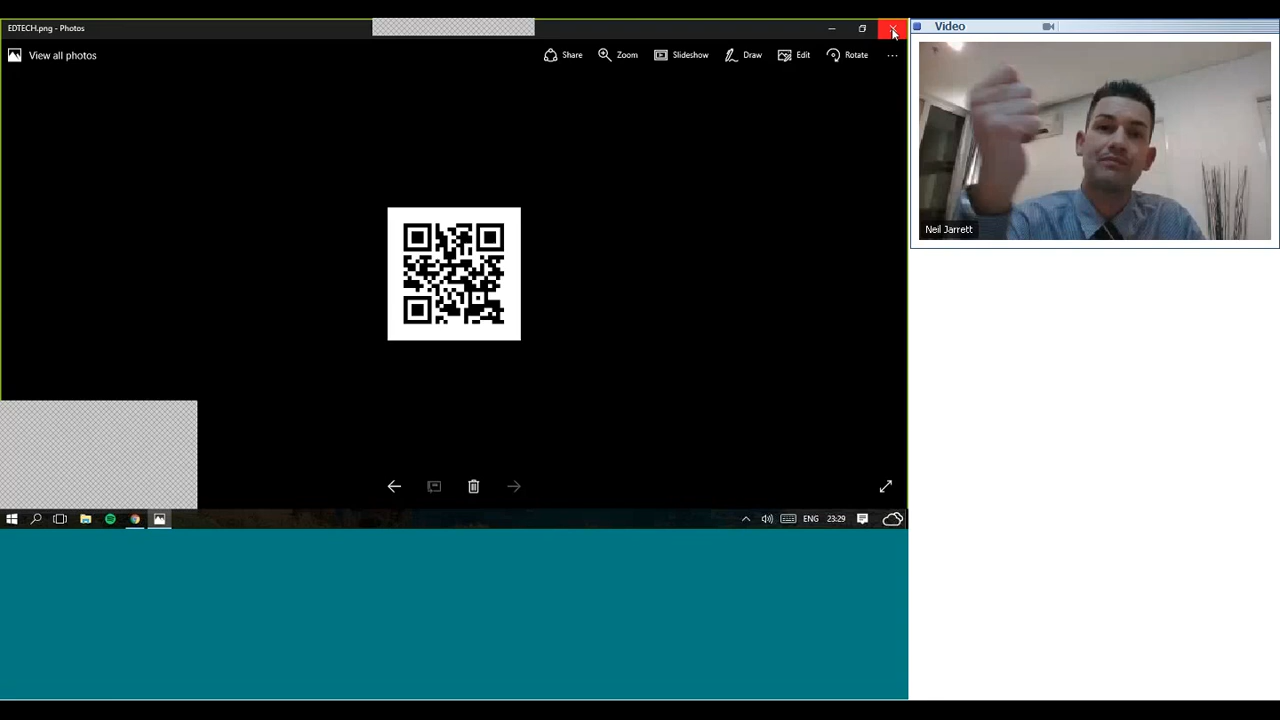 EDTECH.png - Photos
View all photos
Share
Zoom
Slideshow
Draw
Edit
Rotate
ENG
23:29
Video
Neil Jarrett